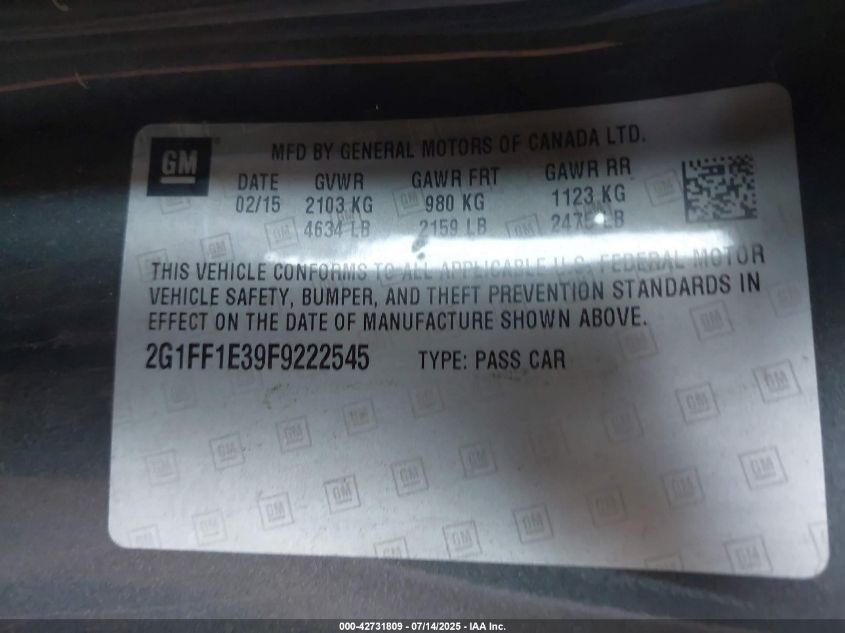 GM
MFD BY GENERAL MOTORS OF CANADA LTD.
DATE GVWR GAWR FRT GAWR RR
02/15 2103 KG 980 KG 1123 KG
4634 LB 2159 LB LB
THIS VEHICLE CONFORMS TO ALL APPLICABLE U.S. FEDERAL MOTOR
VEHICLE SAFETY, BUMPER, AND THEFT PREVENTION STANDARDS IN
EFFECT ON THE DATE OF MANUFACTURE SHOWN ABOVE.
2G1FF1E39F9222545 TYPE: PASS CAR
000-42731809 - 07/14/2025 - IAA Inc.